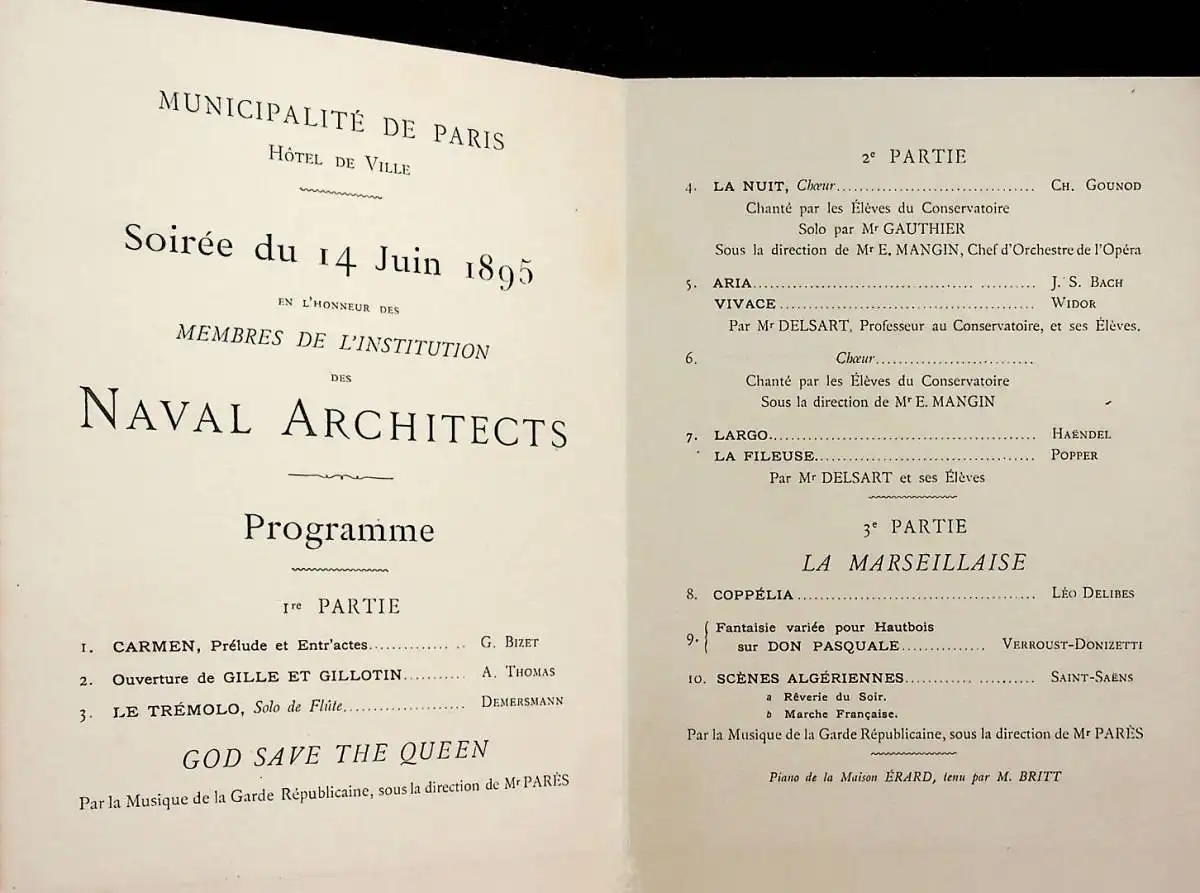 MUNICIPALITÉ DE PARIS
HÔTEL DE VILLE
Soirée du 14 Juin 1895
EN L'HONNEUR DES
MEMBRES DE L'INSTITUTION
DES
NAVAL ARCHITECTS
Programme
1re PARTIE
1. CARMEN, Prélude et Entr'actes................ G. BIZET
2. Ouverture de GILLE ET GILLOTIN........... A. THOMAS
3. LE TRÉMOLO, Solo de Flûte..................... DEMERSMANN
GOD SAVE THE QUEEN
Par la Musique de la Garde Républicaine, sous la direction de Mr PARÈS
2e PARTIE
4. LA NUIT, Chœur.................................. CH. GOUNOD
Chanté par les Élèves du Conservatoire
Solo par Mr GAUTHIER
Sous la direction de Mr E. MANGIN, Chef d'Orchestre de l'Opéra
5. ARIA................................................ J. S. BACH
VIVACE............................................ WIDOR
Par Mr DELSART, Professeur au Conservatoire, et ses Élèves.
6. Chœur...........................
Chanté par les Élèves du Conservatoire
Sous la direction de Mr E. MANGIN
7. LARGO.............................................. HAËNDEL
LA FILEUSE...................................... POPPER
Par Mr DELSART et ses Élèves
3e PARTIE
LA MARSEILLAISE
8. COPPÉLIA.......................................... LÉO DELIBES
9. Fantaisie variée pour Hautbois
sur DON PASQUALE............... VERROUST-DONIZETTI
10. SCÈNES ALGÉRIENNES....................... SAINT-SAËNS
a Rêverie du Soir.
b Marche Française.
Par la Musique de la Garde Républicaine, sous la direction de Mr PARÈS
Piano de la Maison ÉRARD, tenu par M. BRITT